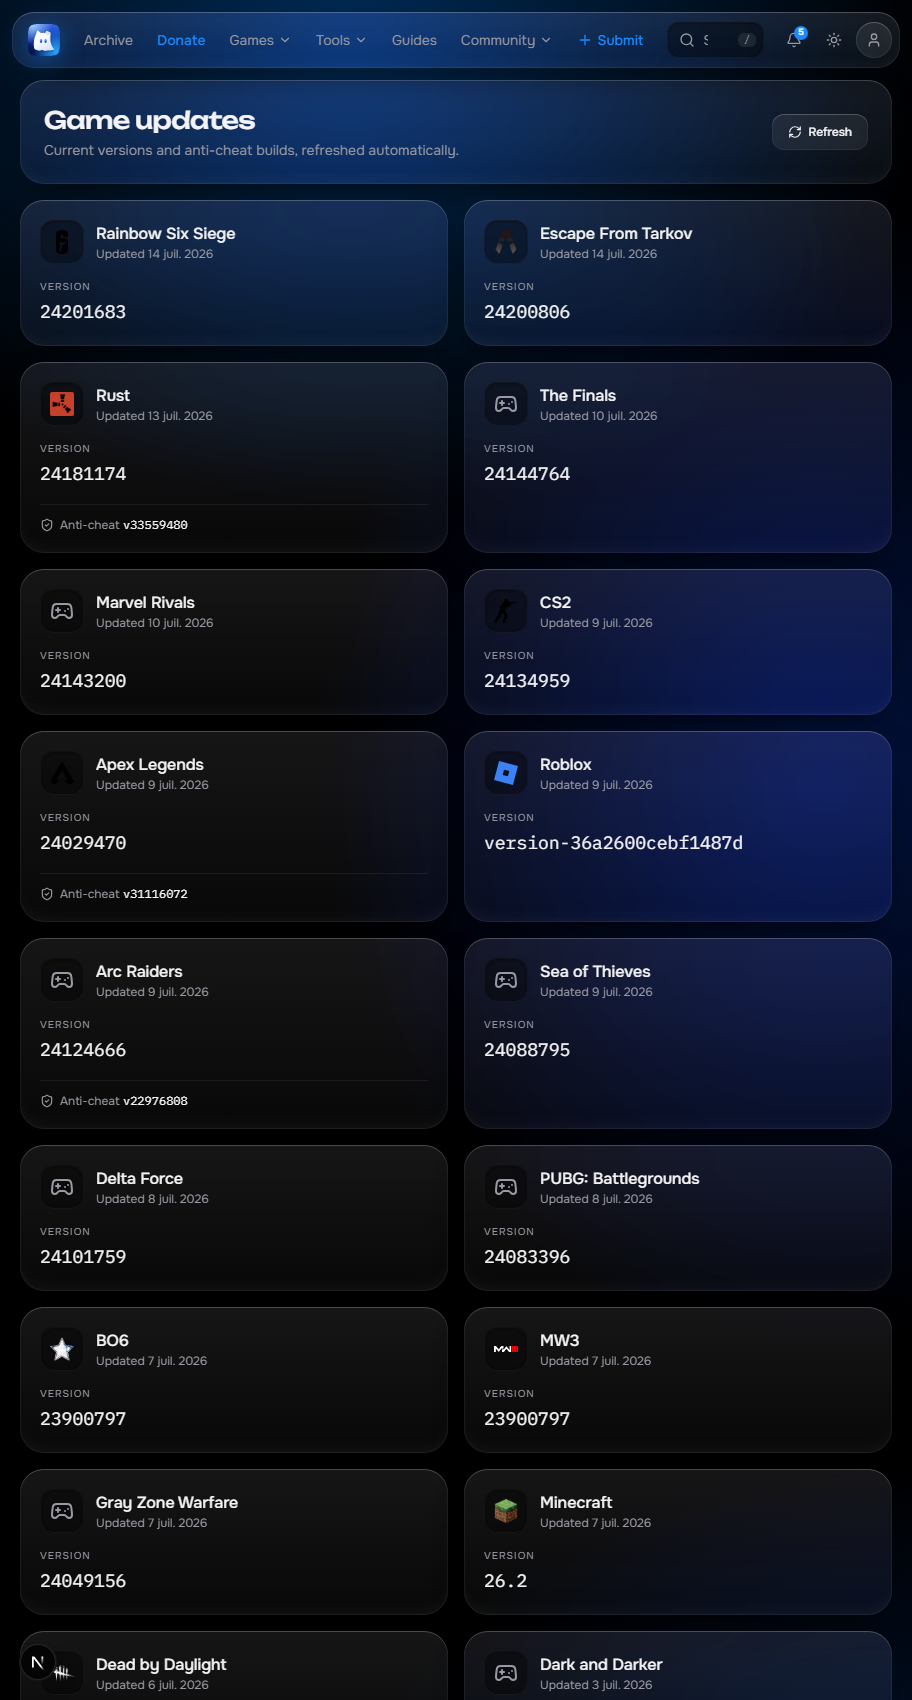 Archive Donate Games Tools Guides Community + Submit / 5
Game updates
Current versions and anti-cheat builds, refreshed automatically.
Refresh
Rainbow Six Siege
Updated 14 juil. 2026
VERSION
24201683
Escape From Tarkov
Updated 14 juil. 2026
VERSION
24200806
Rust
Updated 13 juil. 2026
VERSION
24181174
Anti-cheat v33559480
The Finals
Updated 10 juil. 2026
VERSION
24144764
Marvel Rivals
Updated 10 juil. 2026
VERSION
24143200
CS2
Updated 9 juil. 2026
VERSION
24134959
Apex Legends
Updated 9 juil. 2026
VERSION
24029470
Anti-cheat v31116072
Roblox
Updated 9 juil. 2026
VERSION
version-36a2600cebf1487d
Arc Raiders
Updated 9 juil. 2026
VERSION
24124666
Anti-cheat v22976808
Sea of Thieves
Updated 9 juil. 2026
VERSION
24088795
Delta Force
Updated 8 juil. 2026
VERSION
24101759
PUBG: Battlegrounds
Updated 8 juil. 2026
VERSION
24083396
BO6
Updated 7 juil. 2026
VERSION
23900797
MW3
Updated 7 juil. 2026
VERSION
23900797
Gray Zone Warfare
Updated 7 juil. 2026
VERSION
24049156
Minecraft
Updated 7 juil. 2026
VERSION
26.2
N
Dead by Daylight
Updated 6 juil. 2026
Dark and Darker
Updated 3 juil. 2026